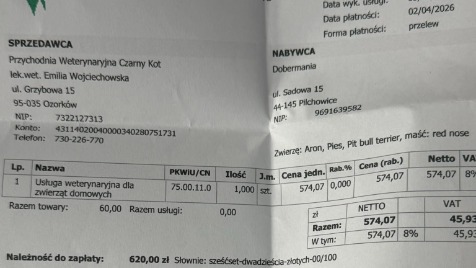 Data wyk. usługi:
Data płatności: 02/04/2026
Forma płatności: przelew
SPRZEDAWCA
Przychodnia Weterynaryjna Czarny Kot
lek.wet. Emilia Wojciechowska
ul. Grzybowa 15
95-035 Ozorków
NIP: 7322127313
Konto: 43114020040000340280751731
Telefon: 730-226-770
NABYWCA
Dobermania
ul. Sadowa 15
44-145 Pilchowice
NIP: 9691639582
Zwierzę: Aron, Pies, Pit bull terrier, maść: red nose
Lp. Nazwa PKWiU/CN Ilość J.m. Cena jedn. Rab.% Cena (rab.) Netto VA
1 Usługa weterynaryjna dla zwierząt domowych 75.00.11.0 1,000 szt. 574,07 0,000 574,07 574,07 8%
Razem towary: 60,00 Razem usługi: 0,00
zł NETTO VAT
Razem: 574,07 45,93
W tym: 574,07 8% 45,93
Należność do zapłaty: 620,00 zł Słownie: sześćset-dwadzieścia-złotych-00/100